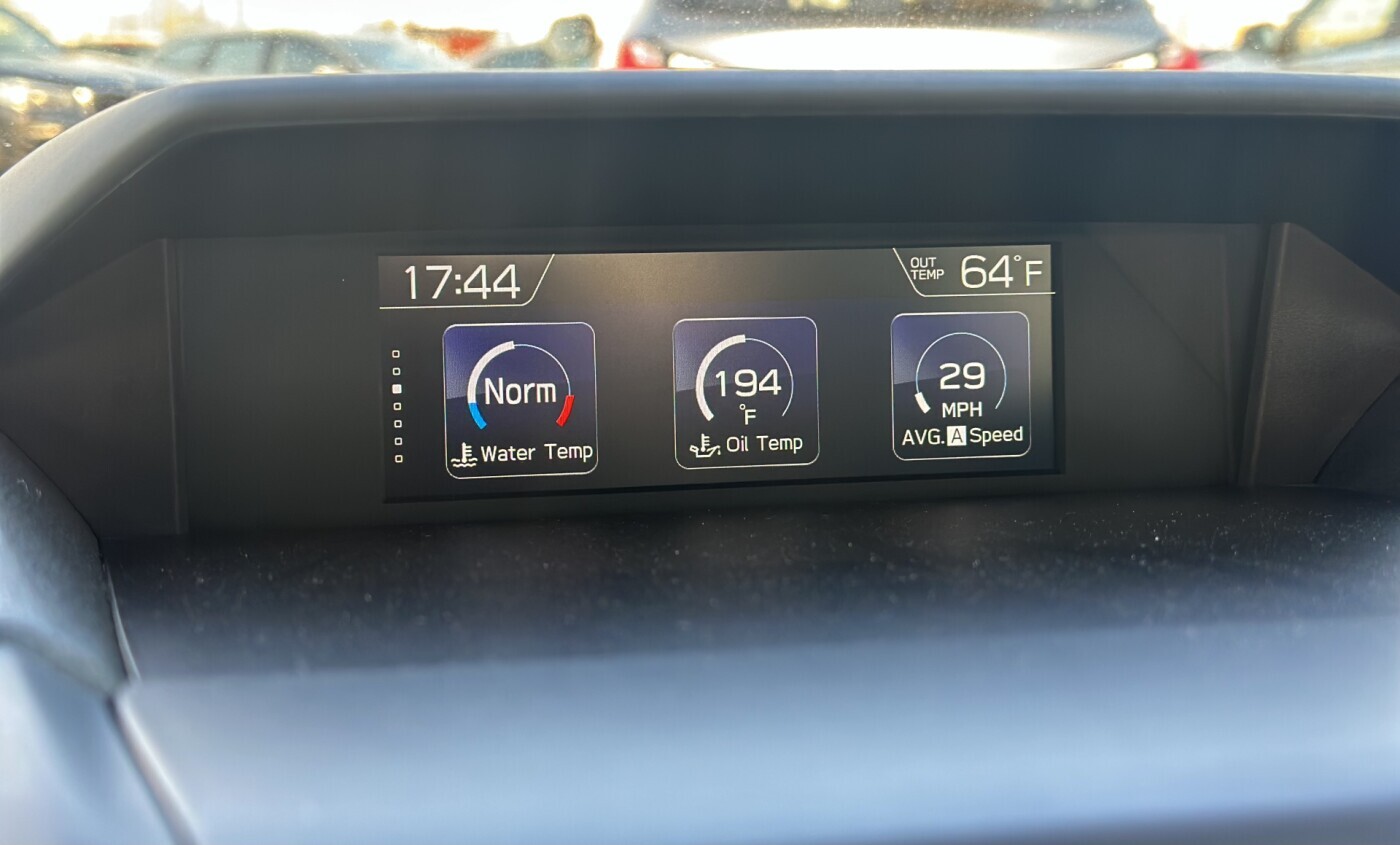 17:44
OUT TEMP 64°F
Norm
Water Temp
194
°F
Oil Temp
29
MPH
AVG. A Speed